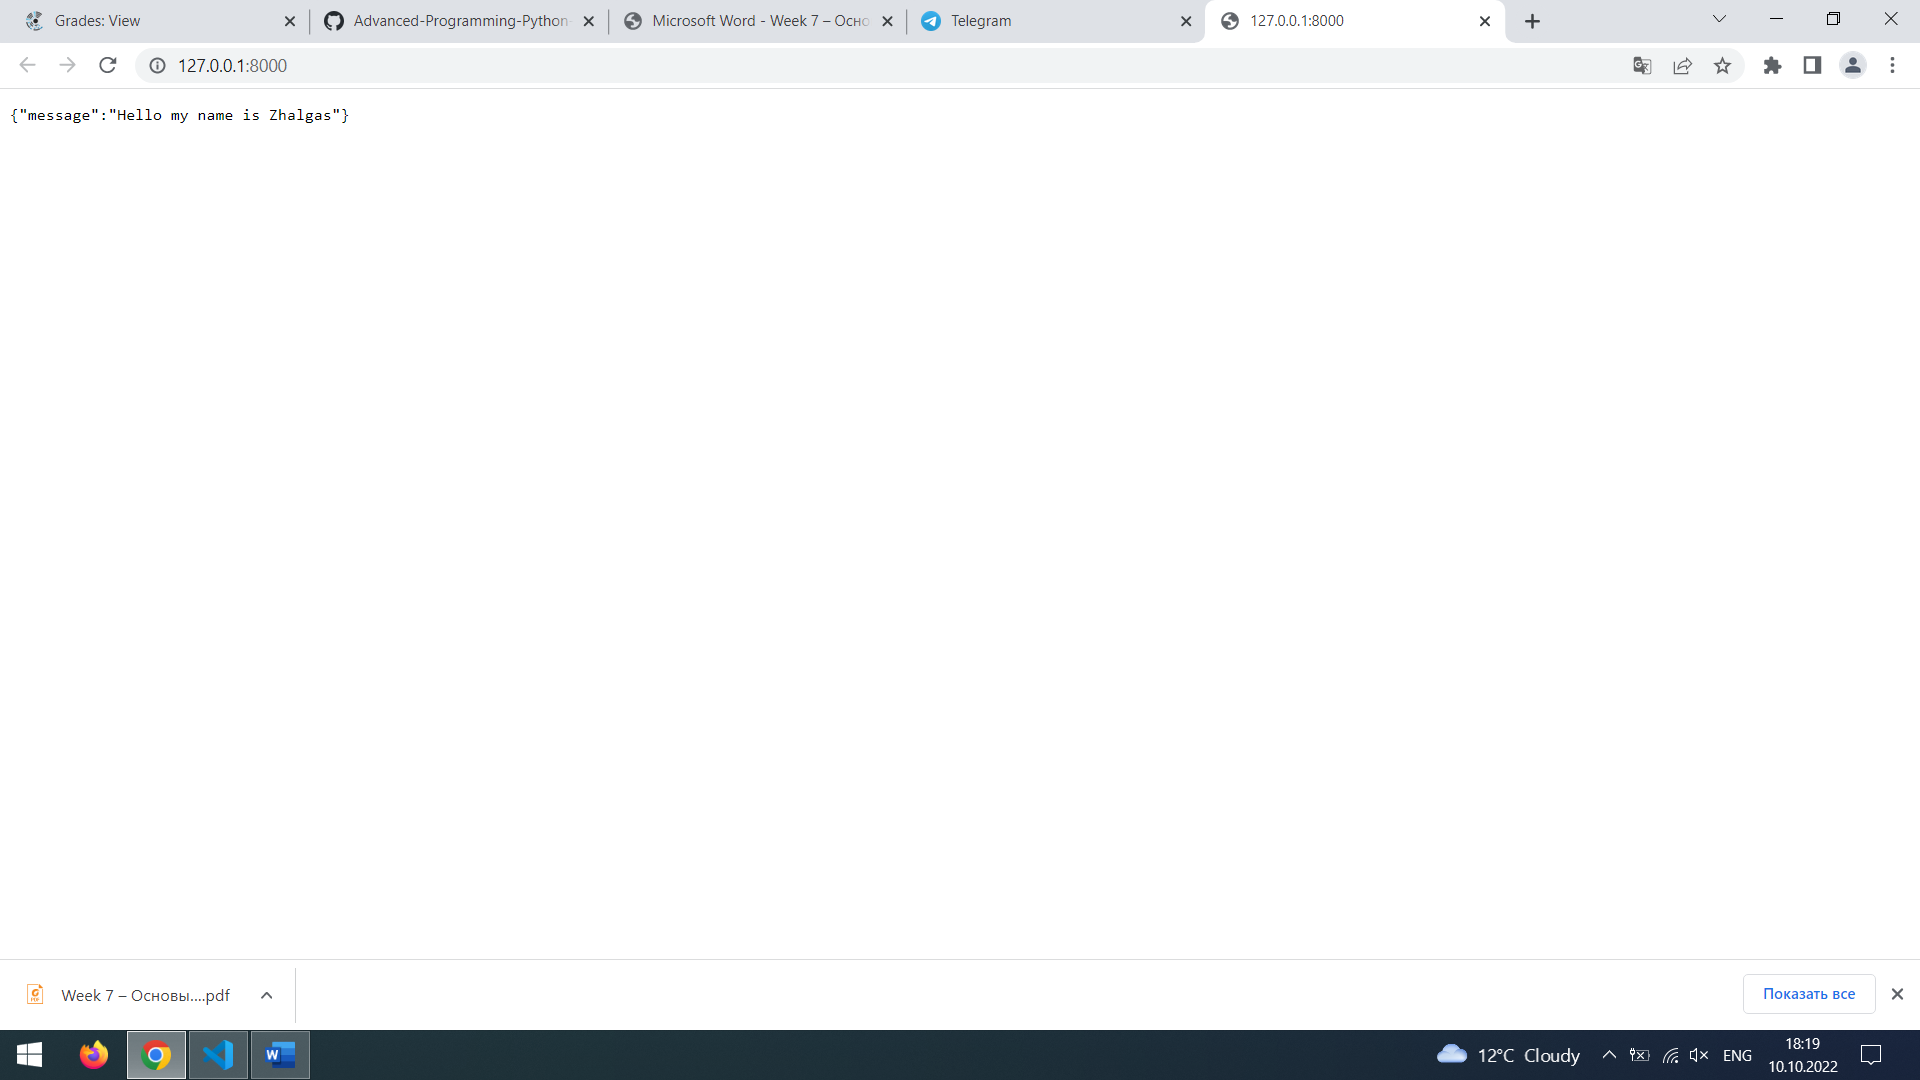 Grades: View
Advanced-Programming-Python-
Microsoft Word - Week 7 – Осно
Telegram
127.0.0.1:8000
127.0.0.1:8000
{"message":"Hello my name is Zhalgas"}
Week 7 – Основы....pdf
Показать все
12°C Cloudy
ENG
18:19
10.10.2022